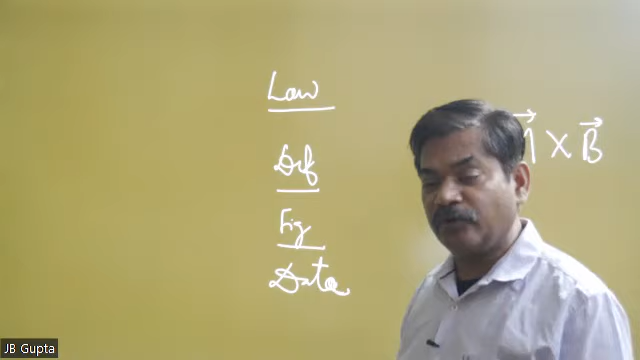 Law
Def
Fig
Data
× B⃗
JB Gupta